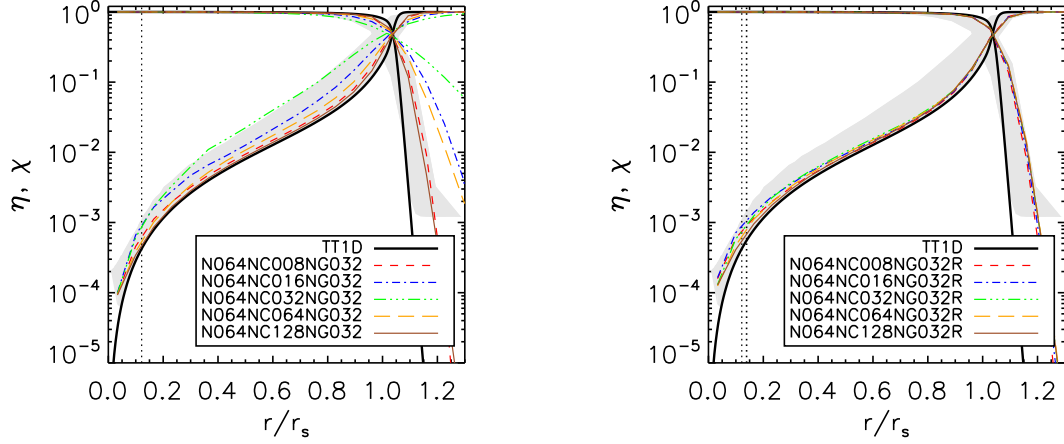 10^0
10^-1
10^-2
10^-3
10^-4
10^-5
η, χ
TT1D
N064NC008NG032
N064NC016NG032
N064NC032NG032
N064NC064NG032
N064NC128NG032
0.0 0.2 0.4 0.6 0.8 1.0 1.2
r/r_s
10^0
10^-1
10^-2
10^-3
10^-4
10^-5
η, χ
TT1D
N064NC008NG032R
N064NC016NG032R
N064NC032NG032R
N064NC064NG032R
N064NC128NG032R
0.0 0.2 0.4 0.6 0.8 1.0 1.2
r/r_s